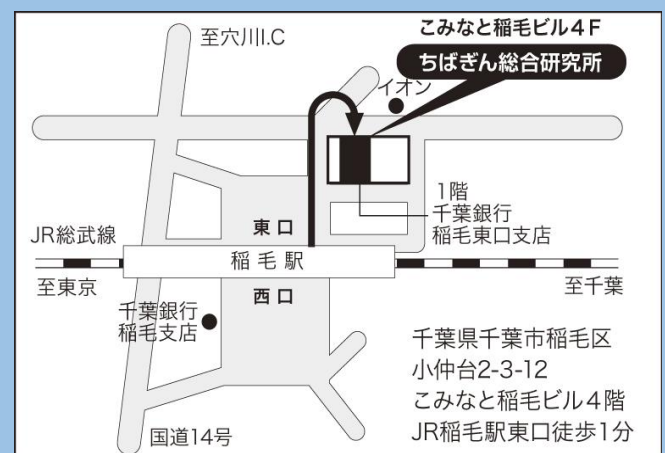 至穴川I.C
こみなと稲毛ビル4F
ちばぎん総合研究所
イオン
1階
千葉銀行
稲毛東口支店
東口
JR総武線
稲毛駅
至東京
至千葉
西口
千葉銀行
稲毛支店
国道14号
千葉県千葉市稲毛区
小仲台2-3-12
こみなと稲毛ビル4階
JR稲毛駅東口徒歩1分